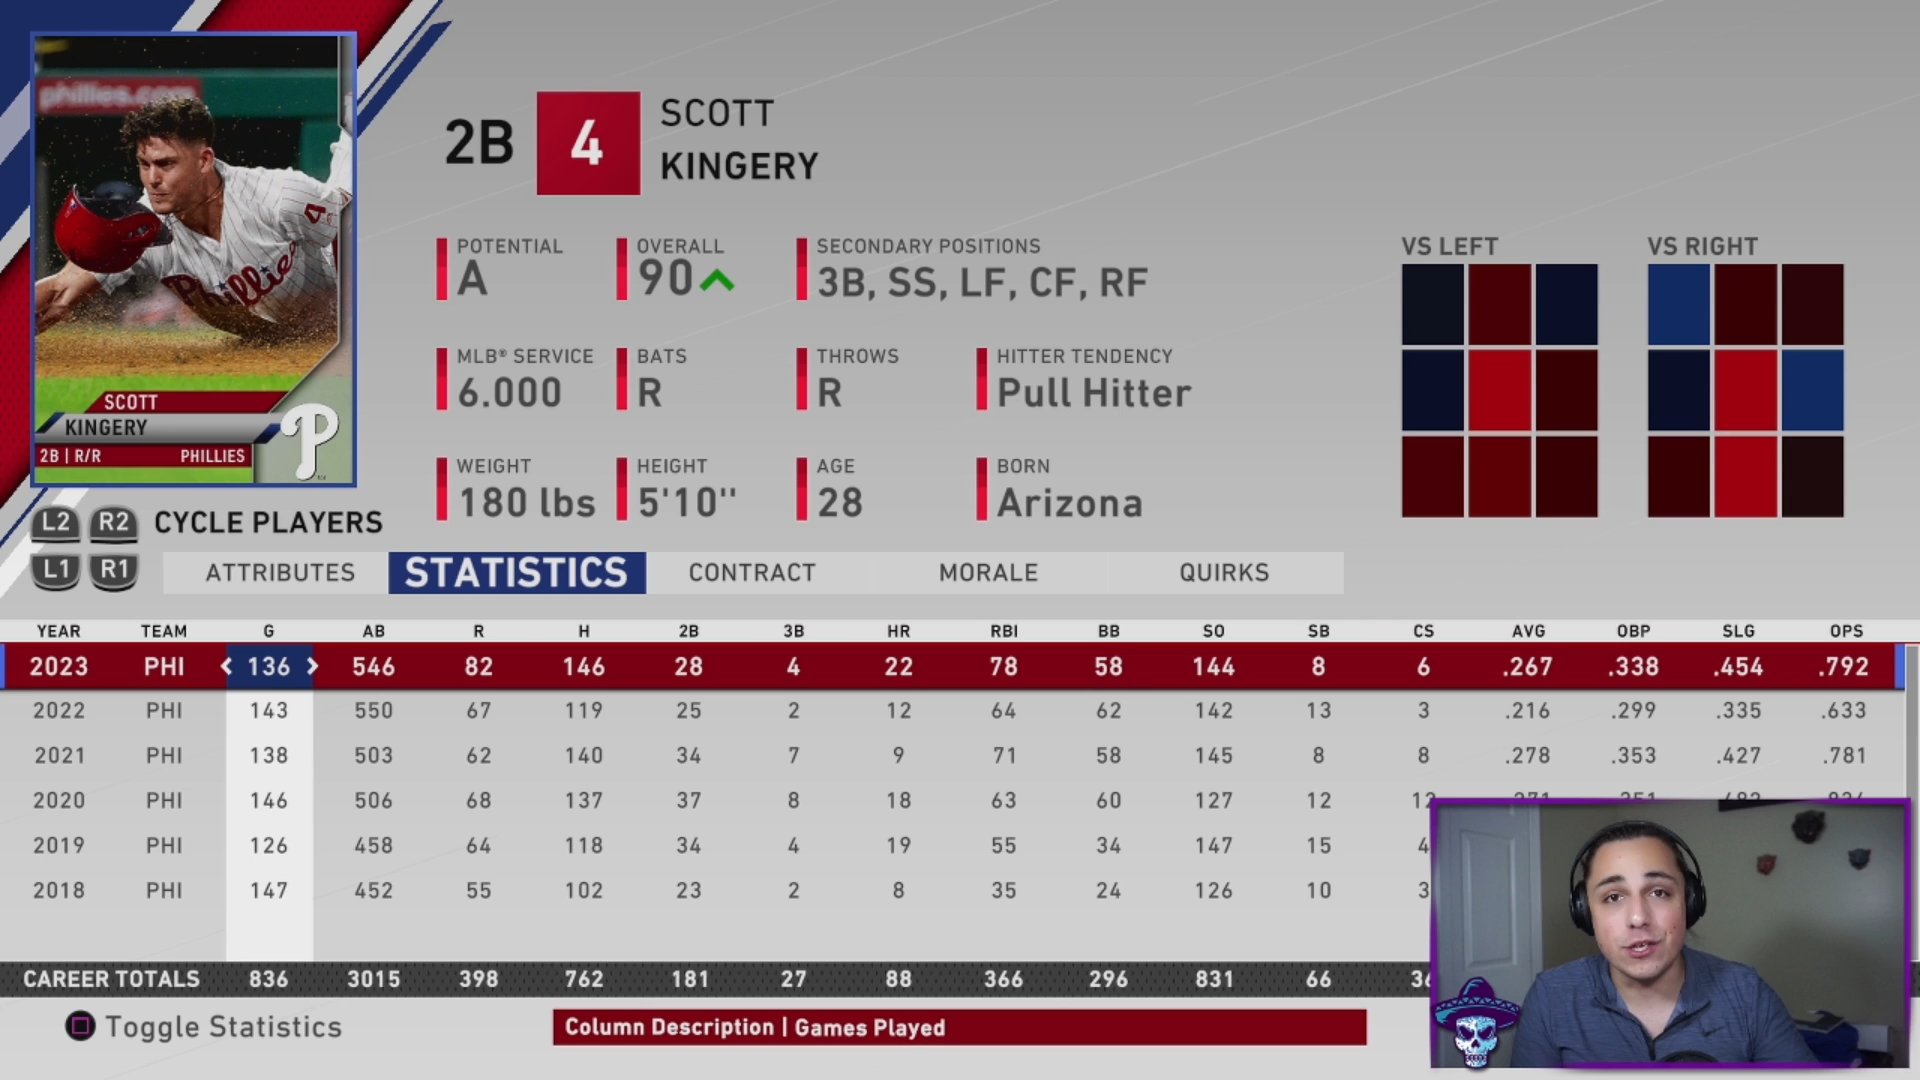 phillies.com
Phillies
4
SCOTT
KINGERY
2B | R/R PHILLIES
P
2B 4 SCOTT
KINGERY
POTENTIAL OVERALL SECONDARY POSITIONS
A 90 3B, SS, LF, CF, RF
MLB® SERVICE BATS THROWS HITTER TENDENCY
6.000 R R Pull Hitter
WEIGHT HEIGHT AGE BORN
180 lbs 5'10'' 28 Arizona
VS LEFT VS RIGHT
L2 R2 CYCLE PLAYERS
L1 R1
ATTRIBUTES STATISTICS CONTRACT MORALE QUIRKS
YEAR TEAM G AB R H 2B 3B HR RBI BB SO SB CS AVG OBP SLG OPS
2023 PHI < 136 > 546 82 146 28 4 22 78 58 144 8 6 .267 .338 .454 .792
2022 PHI 143 550 67 119 25 2 12 64 62 142 13 3 .216 .299 .335 .633
2021 PHI 138 503 62 140 34 7 9 71 58 145 8 8 .278 .353 .427 .781
2020 PHI 146 506 68 137 37 8 18 63 60 127 12 12
2019 PHI 126 458 64 118 34 4 19 55 34 147 15 4
2018 PHI 147 452 55 102 23 2 8 35 24 126 10 3
CAREER TOTALS 836 3015 398 762 181 27 88 366 296 831 66
Toggle Statistics
Column Description | Games Played